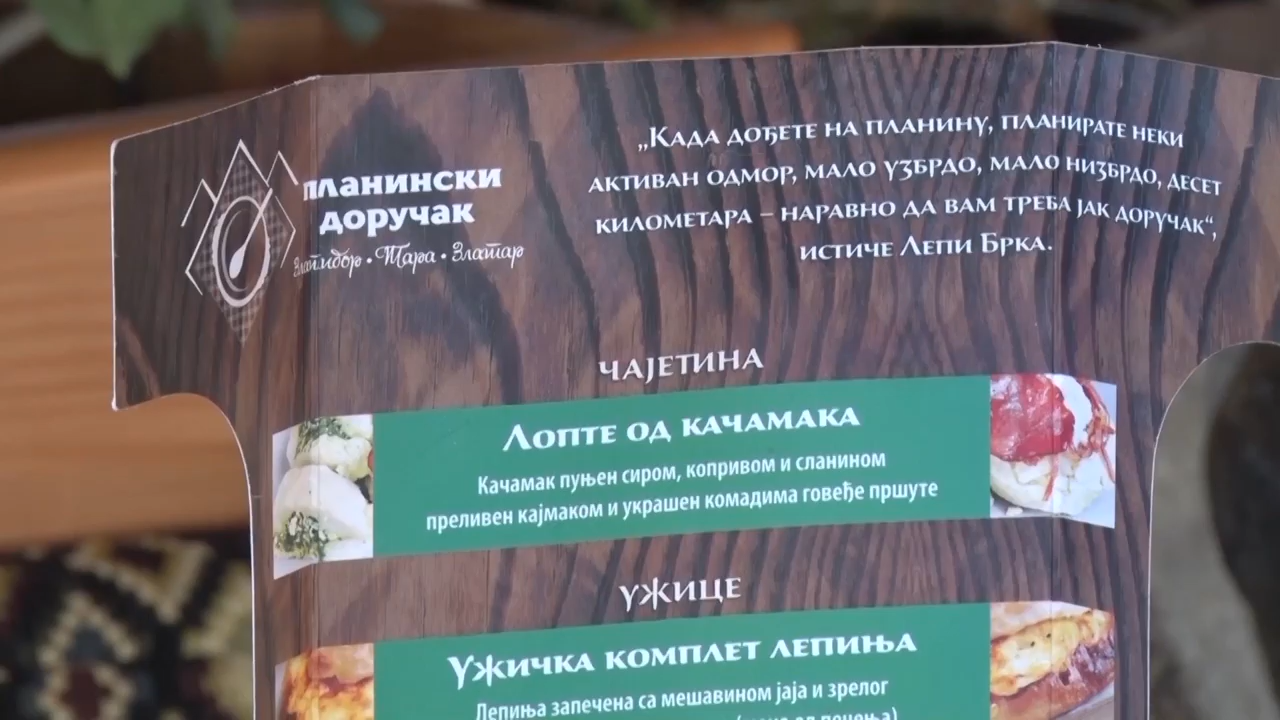 планински
доручак
Златибор • Тара • Златар
„Када дођете на планину, планирате неки
активан одмор, мало узбрдо, мало низбрдо, десет
километара – наравно да вам треба јак доручак“,
истиче Лепи Брка.
ЧАЈЕТИНА
Лопте од качамака
Качамак пуњен сиром, копривом и сланином
преливен кајмаком и украшен комадима говеђе пршуте
УЖИЦЕ
Ужичка комплет лепиња
Лепиња запечена са мешавином јаја и зрелог
од печења)